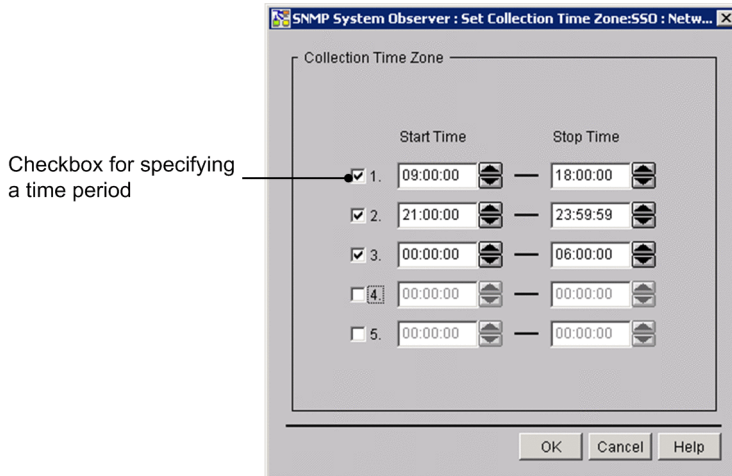 SNMP System Observer : Set Collection Time Zone:SSO : Netw...
Collection Time Zone
Start Time Stop Time
Checkbox for specifying
a time period
1. 09:00:00 — 18:00:00
2. 21:00:00 — 23:59:59
3. 00:00:00 — 06:00:00
4. 00:00:00 — 00:00:00
5. 00:00:00 — 00:00:00
OK Cancel Help